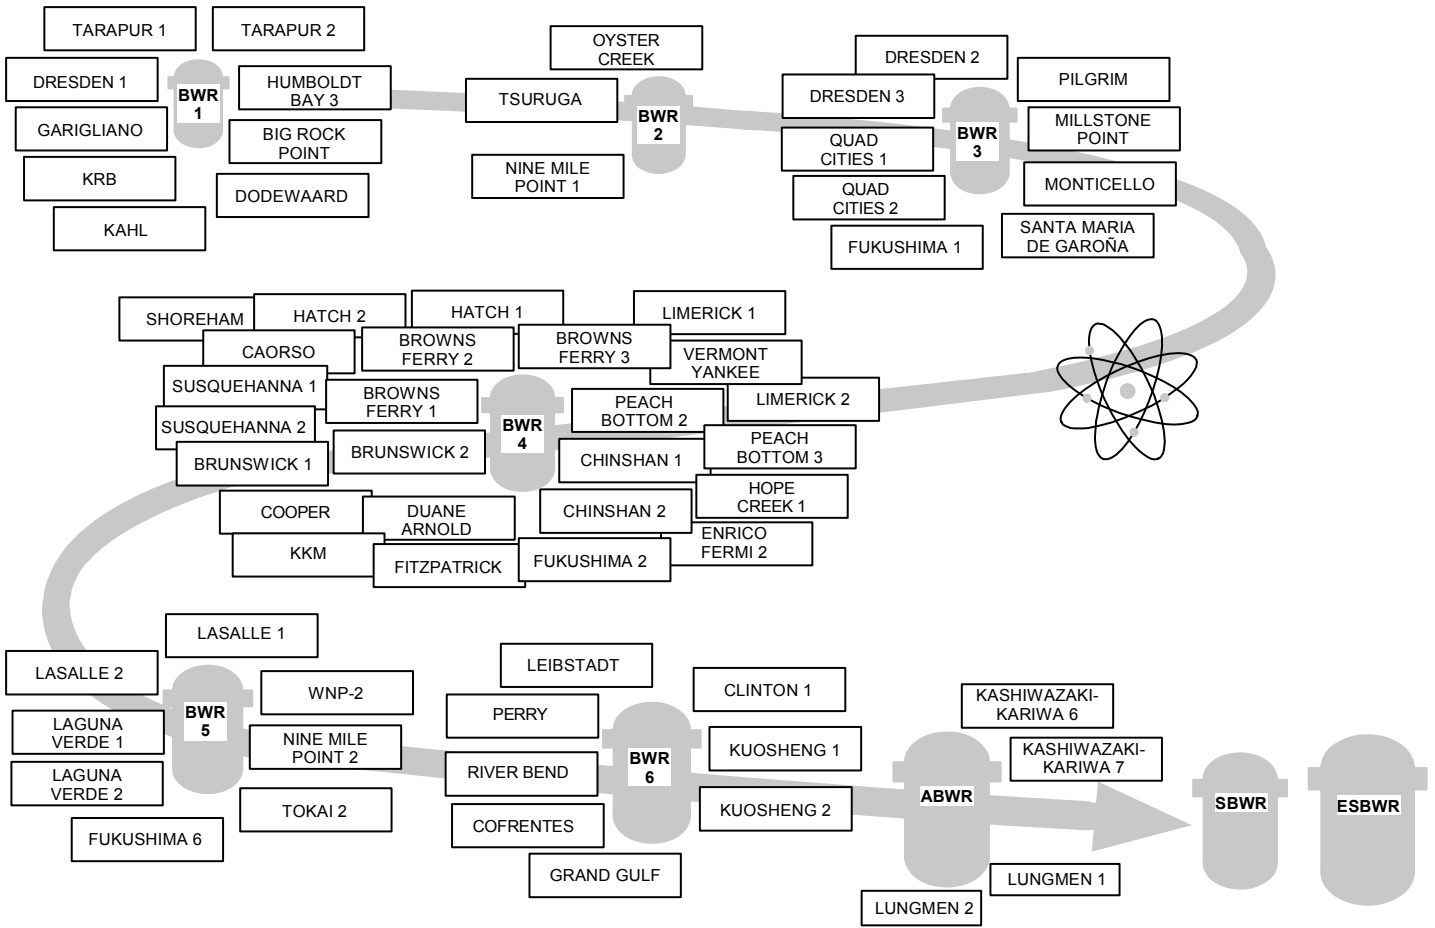 TARAPUR 1
TARAPUR 2
DRESDEN 1
BWR
1
HUMBOLDT
BAY 3
GARIGLIANO
BIG ROCK
POINT
KRB
DODEWAARD
KAHL
OYSTER
CREEK
TSURUGA
BWR
2
NINE MILE
POINT 1
DRESDEN 2
DRESDEN 3
PILGRIM
BWR
3
MILLSTONE
POINT
QUAD
CITIES 1
MONTICELLO
QUAD
CITIES 2
SANTA MARIA
DE GAROÑA
FUKUSHIMA 1
SHOREHAM
HATCH 2
HATCH 1
LIMERICK 1
CAORSO
BROWNS
FERRY 2
BROWNS
FERRY 3
VERMONT
YANKEE
SUSQUEHANNA 1
BROWNS
FERRY 1
BWR
4
PEACH
BOTTOM 2
LIMERICK 2
SUSQUEHANNA 2
BRUNSWICK 2
PEACH
BOTTOM 3
BRUNSWICK 1
CHINSHAN 1
HOPE
CREEK 1
COOPER
DUANE
ARNOLD
CHINSHAN 2
ENRICO
FERMI 2
KKM
FITZPATRICK
FUKUSHIMA 2
LASALLE 1
LASALLE 2
BWR
5
WNP-2
LAGUNA
VERDE 1
NINE MILE
POINT 2
LAGUNA
VERDE 2
TOKAI 2
FUKUSHIMA 6
LEIBSTADT
PERRY
CLINTON 1
BWR
6
KUOSHENG 1
RIVER BEND
KUOSHENG 2
COFRENTES
GRAND GULF
KASHIWAZAKI-
KARIWA 6
KASHIWAZAKI-
KARIWA 7
ABWR
LUNGMEN 1
LUNGMEN 2
SBWR
ESBWR